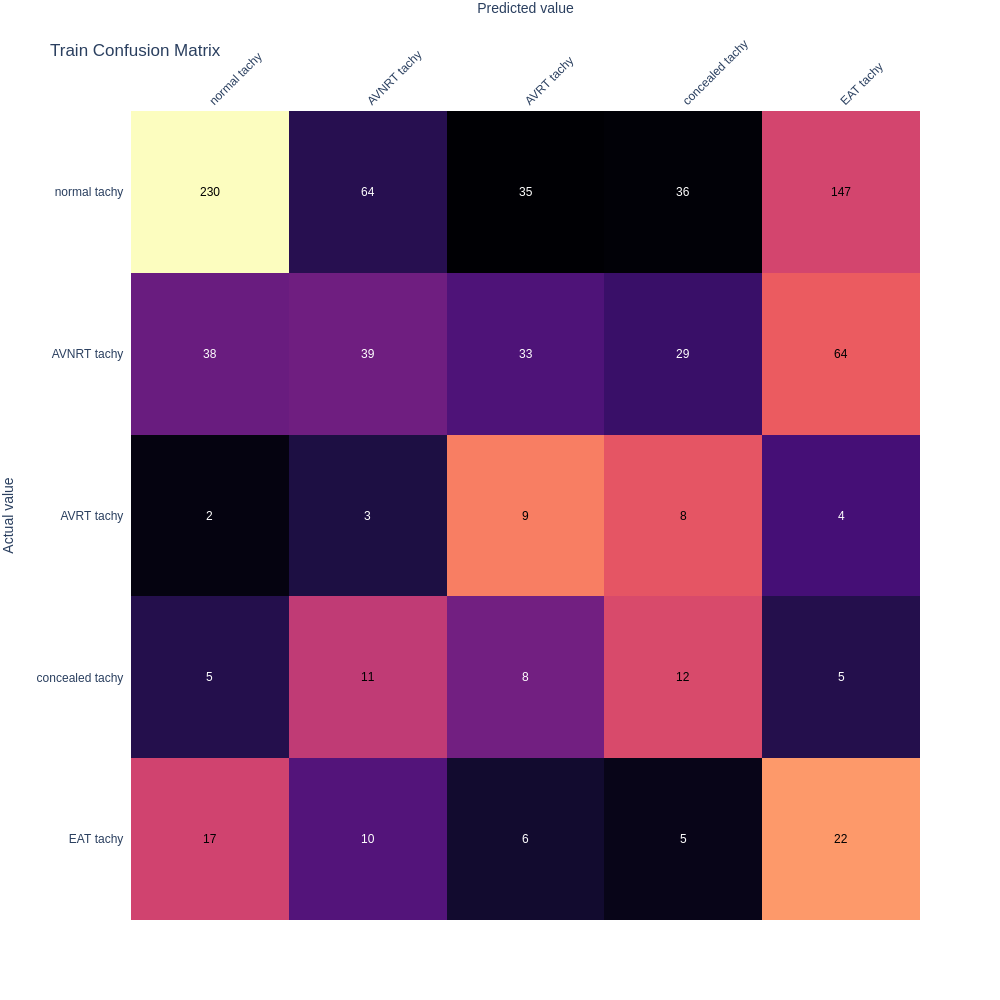 Predicted value
Train Confusion Matrix
normal tachy
AVNRT tachy
AVRT tachy
concealed tachy
EAT tachy
normal tachy
230
64
35
36
147
AVNRT tachy
38
39
33
29
64
Actual value
AVRT tachy
2
3
9
8
4
concealed tachy
5
11
8
12
5
EAT tachy
17
10
6
5
22